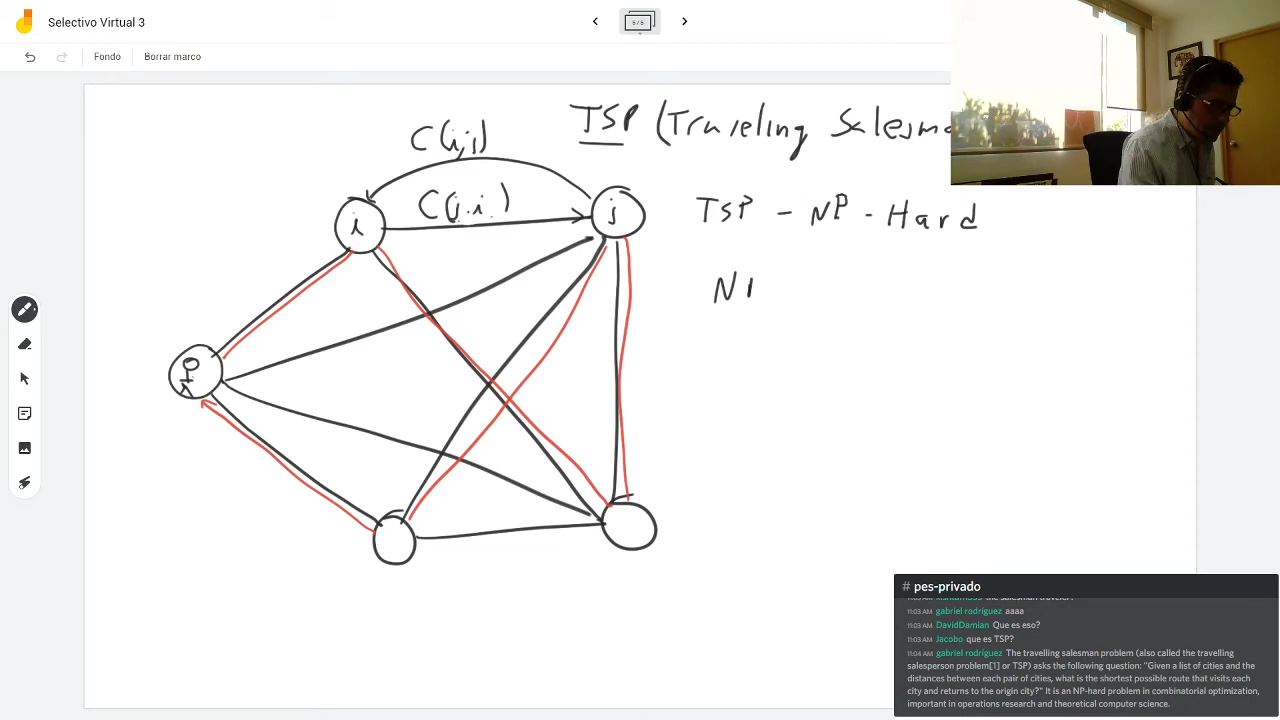 Selectivo Virtual 3
5 / 5
Fondo
Borrar marco
TSP (Traveling Salesma
C(i,j)
C(j.i.)
i
j
TSP - NP - Hard
N
# pes-privado
the salesman traveler?
11:03 AM gabriel rodríguez aaaa
11:03 AM DavidDamian Que es eso?
11:03 AM Jacobo que es TSP?
11:04 AM gabriel rodríguez The travelling salesman problem (also called the travelling
salesperson problem[1] or TSP) asks the following question: "Given a list of cities and the
distances between each pair of cities, what is the shortest possible route that visits each
city and returns to the origin city?" It is an NP-hard problem in combinatorial optimization,
important in operations research and theoretical computer science.